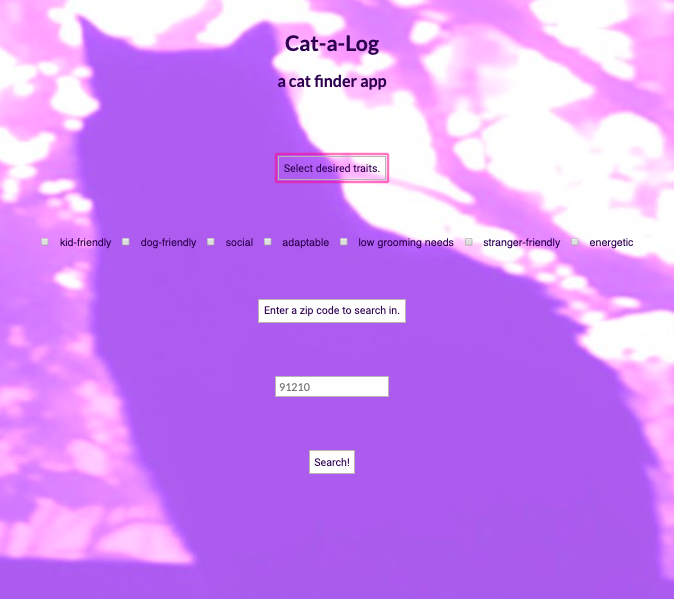 Cat-a-Log
a cat finder app
Select desired traits.
kid-friendly dog-friendly social adaptable low grooming needs stranger-friendly energetic
Enter a zip code to search in.
91210
Search!